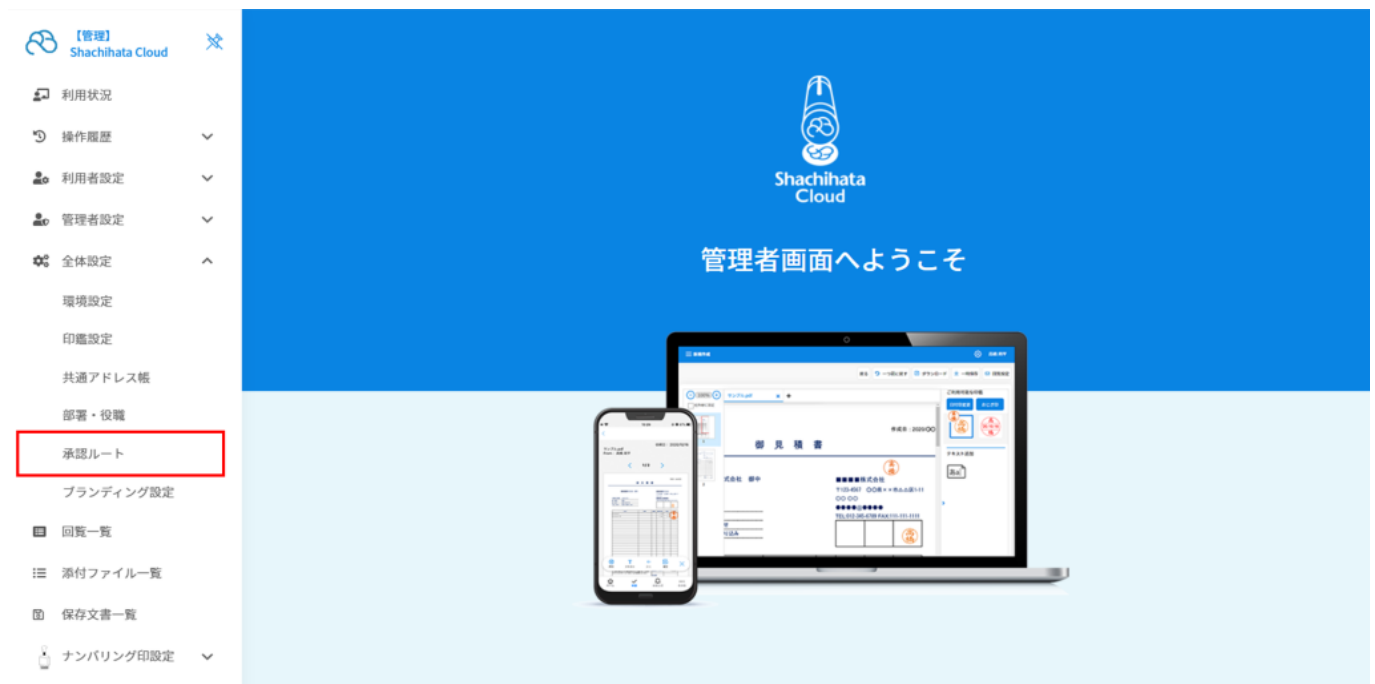 【管理】
Shachihata Cloud
利用状況
操作履歴
利用者設定
管理者設定
全体設定
環境設定
印鑑設定
共通アドレス帳
部署・役職
承認ルート
ブランディング設定
回覧一覧
添付ファイル一覧
保存文書一覧
ナンバリング印設定
Shachihata
Cloud
管理者画面へようこそ
サンプル.pdf
御 見 積 書